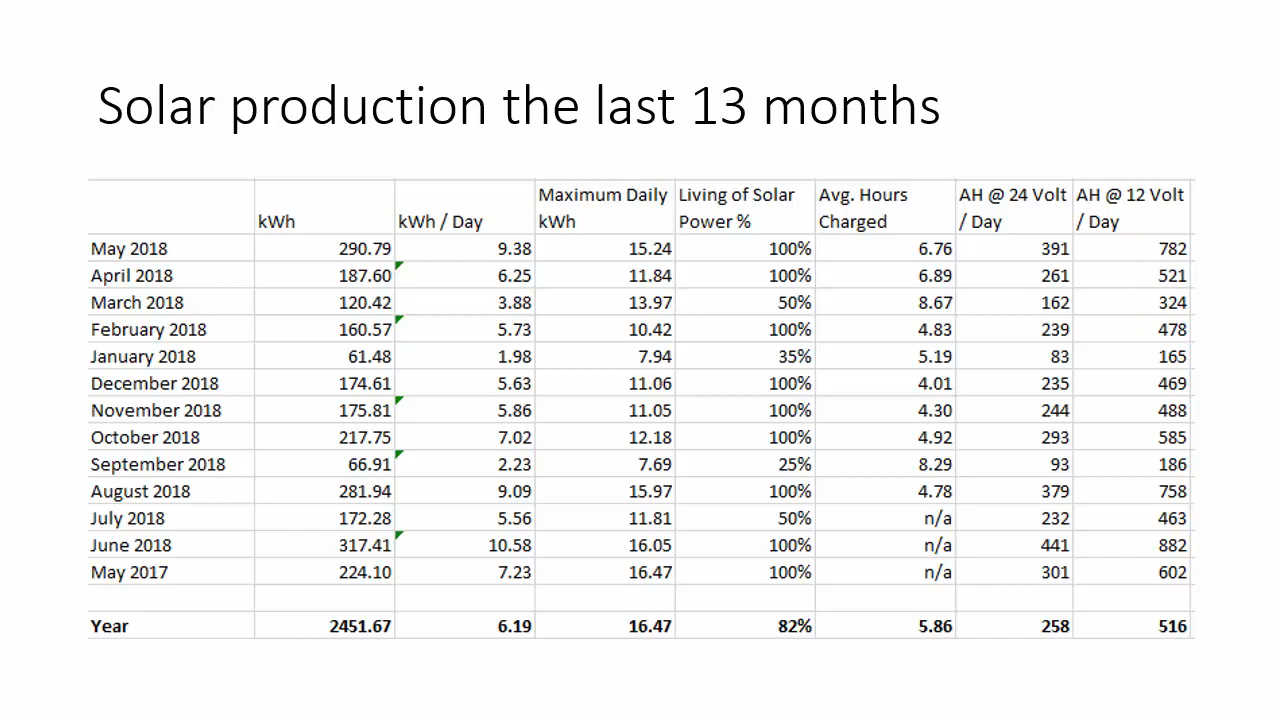 Solar production the last 13 months
kWh kWh / Day Maximum Daily kWh Living of Solar Power % Avg. Hours Charged AH @ 24 Volt / Day AH @ 12 Volt / Day
May 2018 290.79 9.38 15.24 100% 6.76 391 782
April 2018 187.60 6.25 11.84 100% 6.89 261 521
March 2018 120.42 3.88 13.97 50% 8.67 162 324
February 2018 160.57 5.73 10.42 100% 4.83 239 478
January 2018 61.48 1.98 7.94 35% 5.19 83 165
December 2018 174.61 5.63 11.06 100% 4.01 235 469
November 2018 175.81 5.86 11.05 100% 4.30 244 488
October 2018 217.75 7.02 12.18 100% 4.92 293 585
September 2018 66.91 2.23 7.69 25% 8.29 93 186
August 2018 281.94 9.09 15.97 100% 4.78 379 758
July 2018 172.28 5.56 11.81 50% n/a 232 463
June 2018 317.41 10.58 16.05 100% n/a 441 882
May 2017 224.10 7.23 16.47 100% n/a 301 602
Year 2451.67 6.19 16.47 82% 5.86 258 516